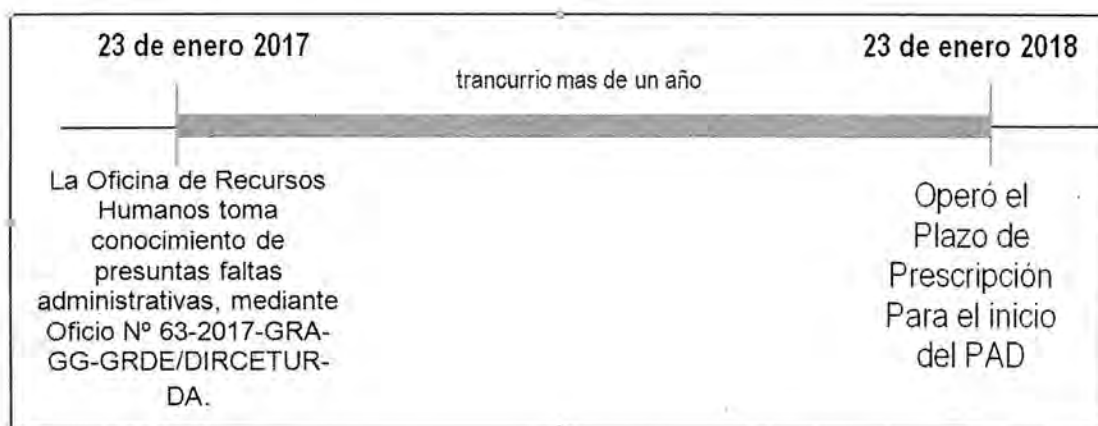 23 de enero 2017
23 de enero 2018
trancurrio mas de un año
La Oficina de Recursos
Humanos toma
conocimiento de
presuntas faltas
administrativas, mediante
Oficio Nº 63-2017-GRA-
GG-GRDE/DIRCETUR-
DA.
Operó el
Plazo de
Prescripción
Para el inicio
del PAD